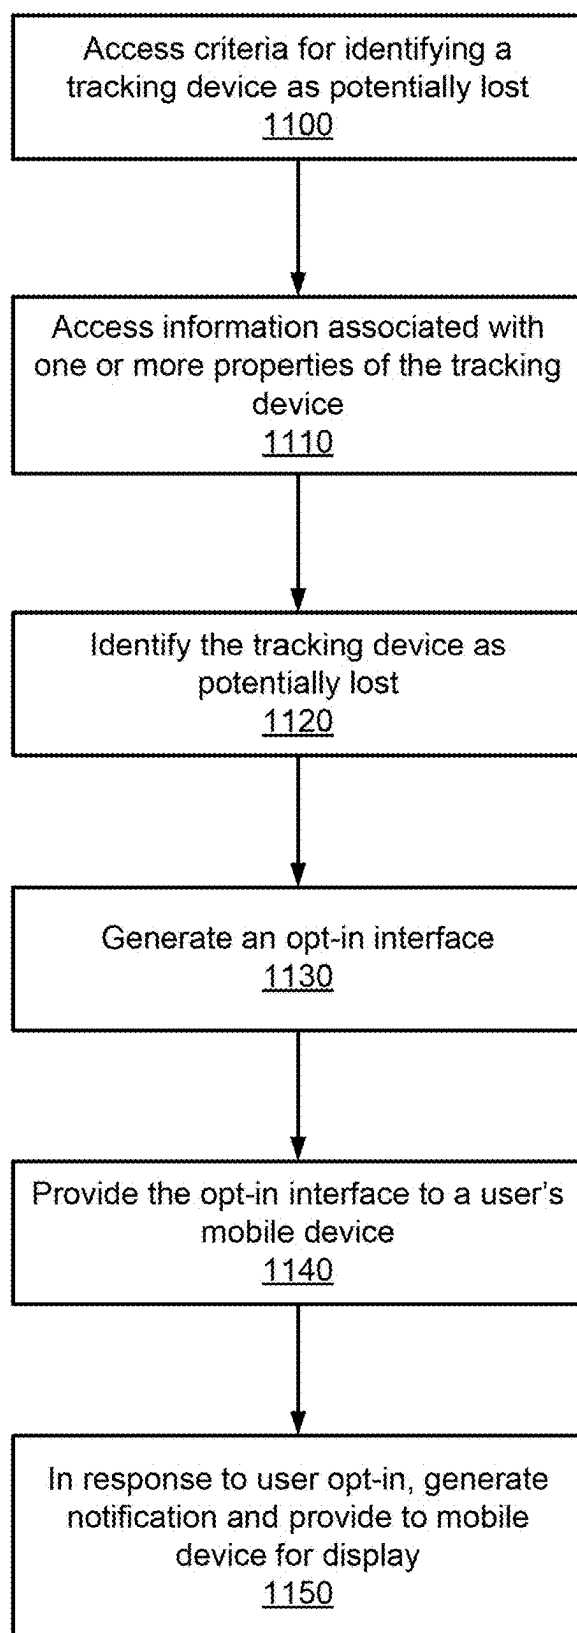 Access criteria for identifying a
tracking device as potentially lost
1100
Access information associated with
one or more properties of the tracking
device
1110
Identify the tracking device as
potentially lost
1120
Generate an opt-in interface
1130
Provide the opt-in interface to a user's
mobile device
1140
In response to user opt-in, generate
notification and provide to mobile
device for display
1150